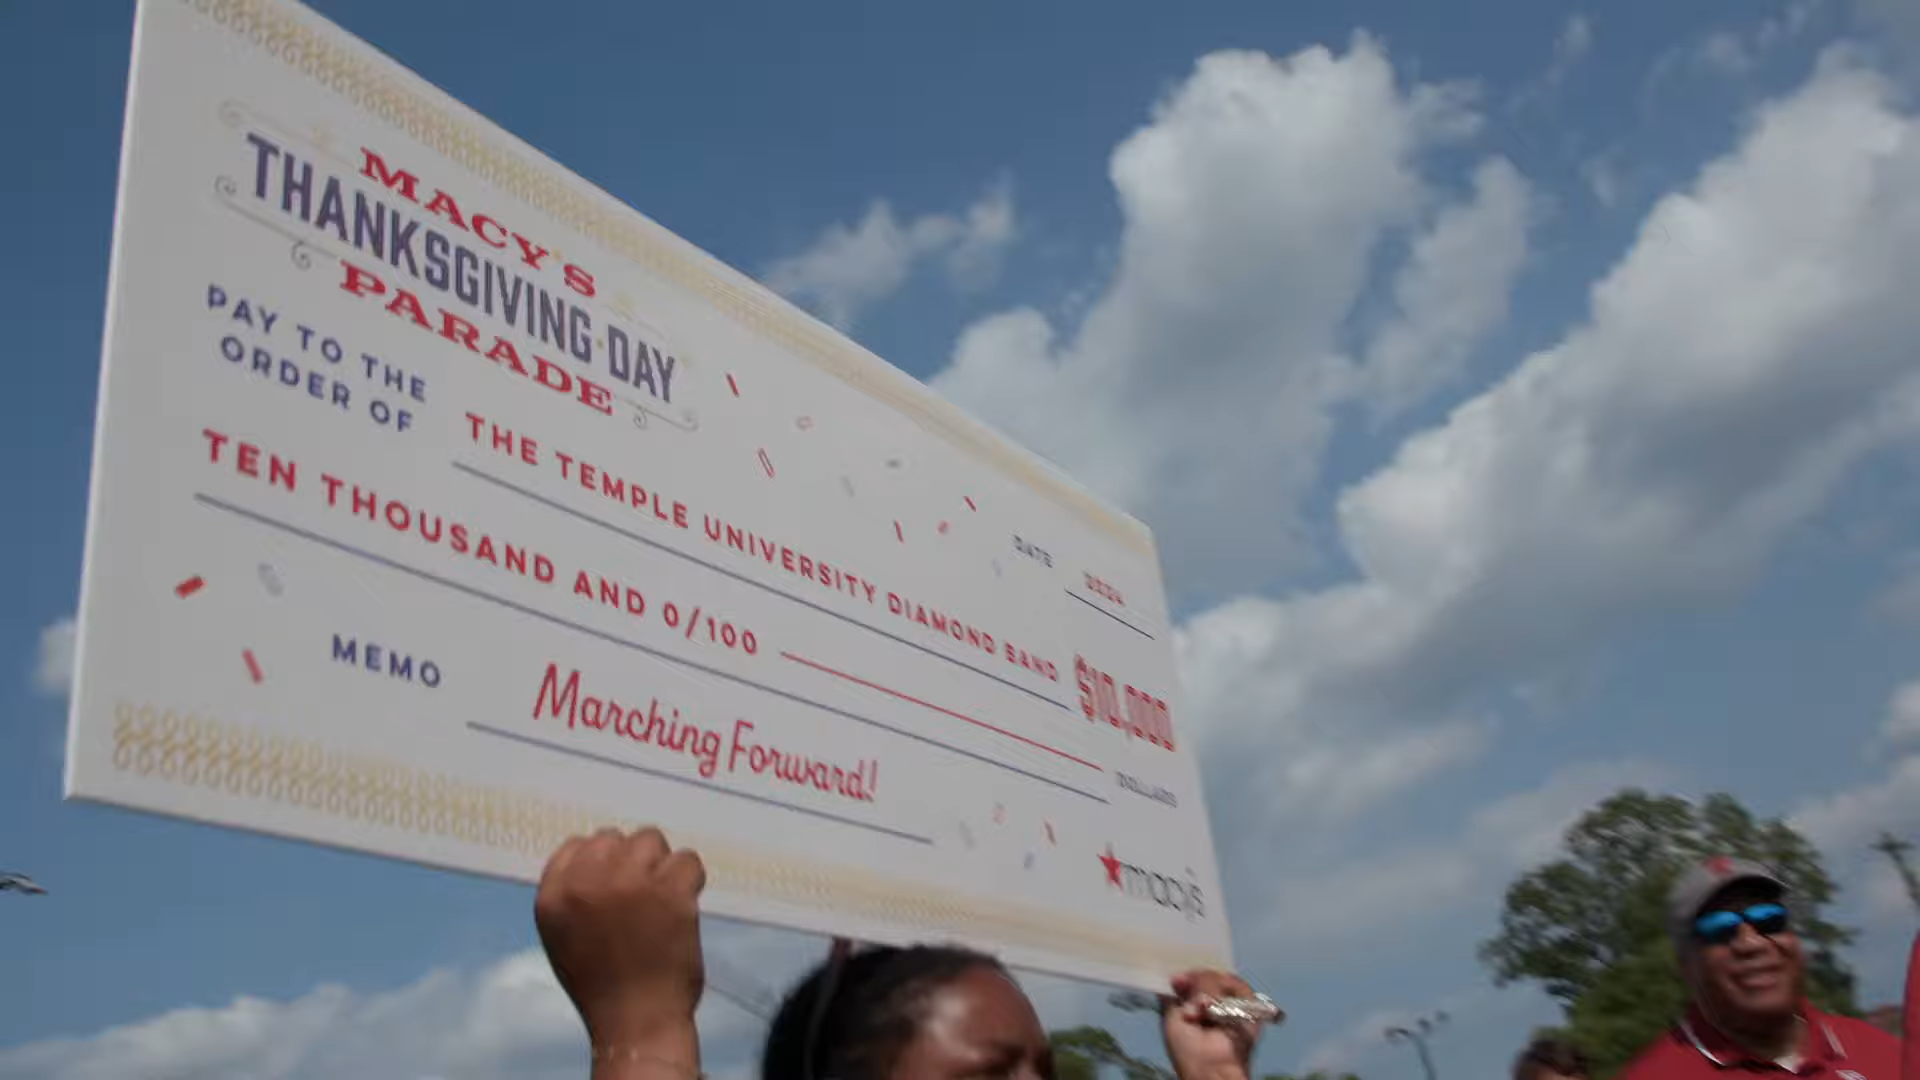 MACY'S
THANKSGIVING DAY
PARADE
PAY TO THE
ORDER OF
THE TEMPLE UNIVERSITY DIAMOND BAND
DATE
2024
$10,000
TEN THOUSAND AND 0/100
DOLLARS
MEMO
Marching Forward!
macy's